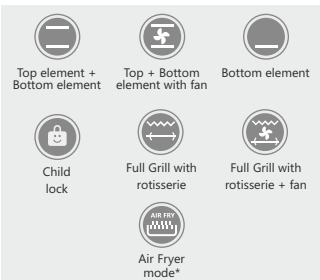 Top element +
Bottom element
Top + Bottom
element with fan
Bottom element
Child
lock
Full Grill with
rotisserie
Full Grill with
rotisserie + fan
AIR FRY
Air Fryer
mode*